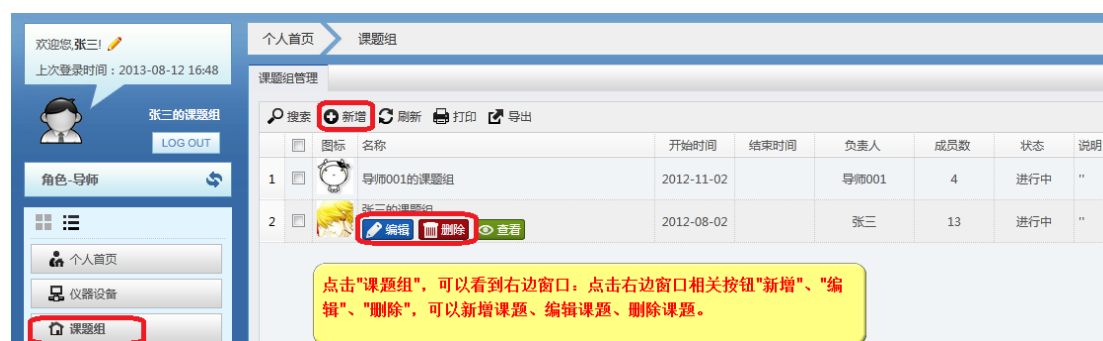 欢迎您,张三!
上次登录时间：2013-08-12 16:48
张三的课题组
LOG OUT
角色-导师
个人首页
仪器设备
课题组
个人首页 课题组
课题组管理
搜索 新增 刷新 打印 导出
图标 名称 开始时间 结束时间 负责人 成员数 状态 说明
1 导师001的课题组 2012-11-02 导师001 4 进行中 "
2 张三的课题组 2012-08-02 张三 13 进行中 "
编辑 删除 查看
点击"课题组"，可以看到右边窗口：点击右边窗口相关按钮"新增"、"编
辑"、"删除"，可以新增课题、编辑课题、删除课题。